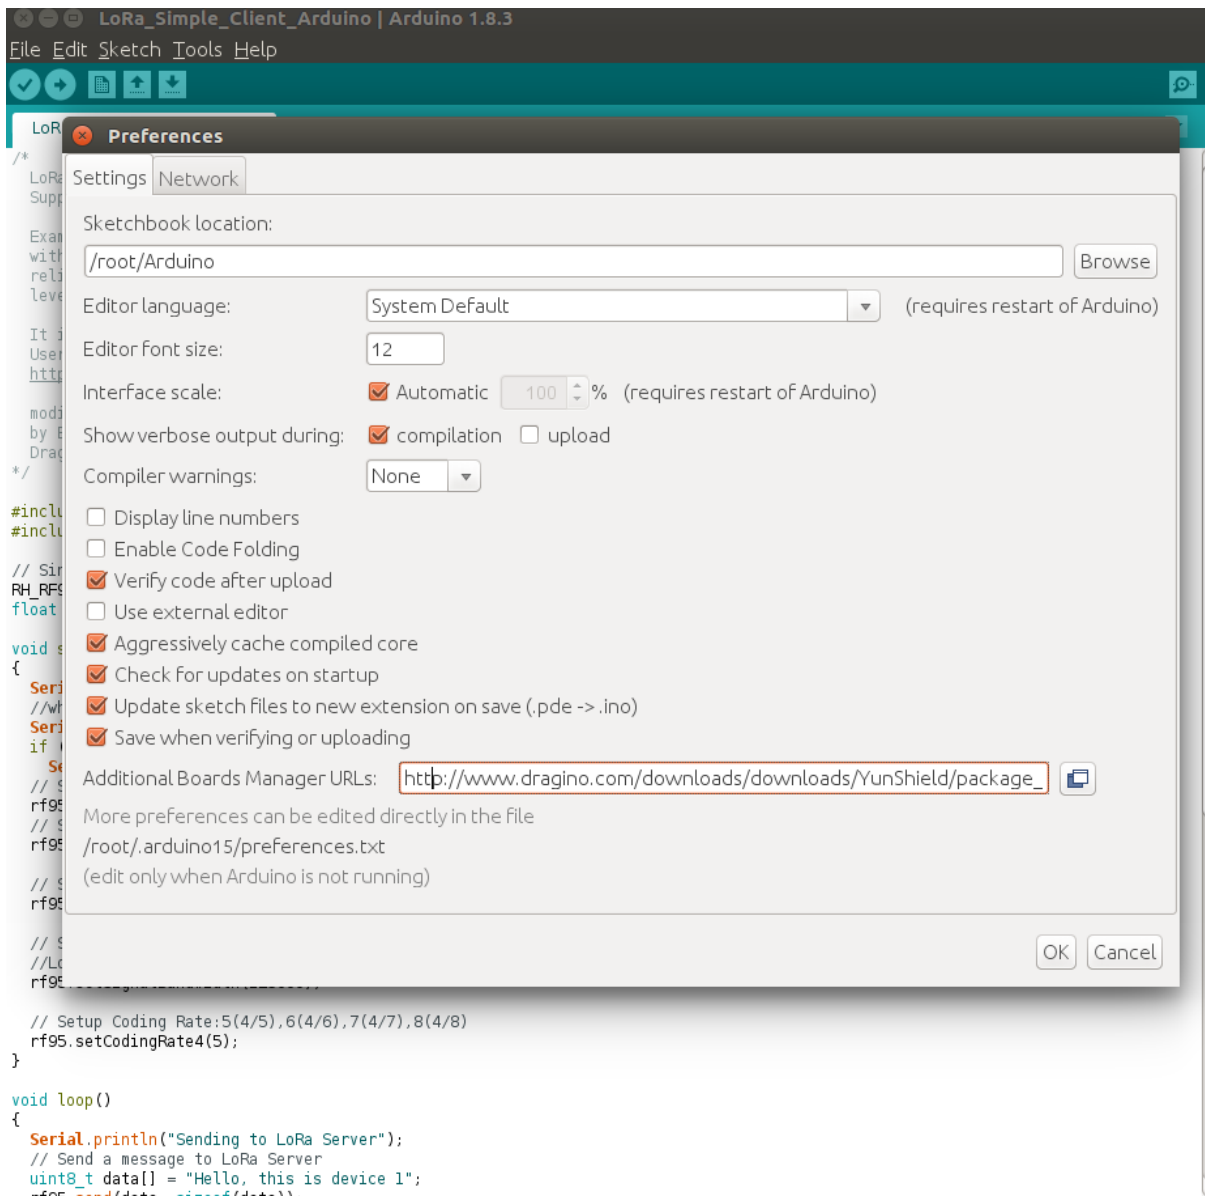 LoRa_Simple_Client_Arduino | Arduino 1.8.3
File Edit Sketch Tools Help
Preferences
Settings Network
Sketchbook location:
/root/Arduino Browse
Editor language: System Default (requires restart of Arduino)
Editor font size: 12
Interface scale: Automatic 100 % (requires restart of Arduino)
Show verbose output during: compilation upload
Compiler warnings: None
Display line numbers
Enable Code Folding
Verify code after upload
Use external editor
Aggressively cache compiled core
Check for updates on startup
Update sketch files to new extension on save (.pde -> .ino)
Save when verifying or uploading
Additional Boards Manager URLs: http://www.dragino.com/downloads/downloads/YunShield/package_
More preferences can be edited directly in the file
/root/.arduino15/preferences.txt
(edit only when Arduino is not running)
OK Cancel
// Setup Coding Rate:5(4/5),6(4/6),7(4/7),8(4/8)
rf95.setCodingRate4(5);
}
void loop()
{
Serial.println("Sending to LoRa Server");
// Send a message to LoRa Server
uint8_t data[] = "Hello, this is device 1";